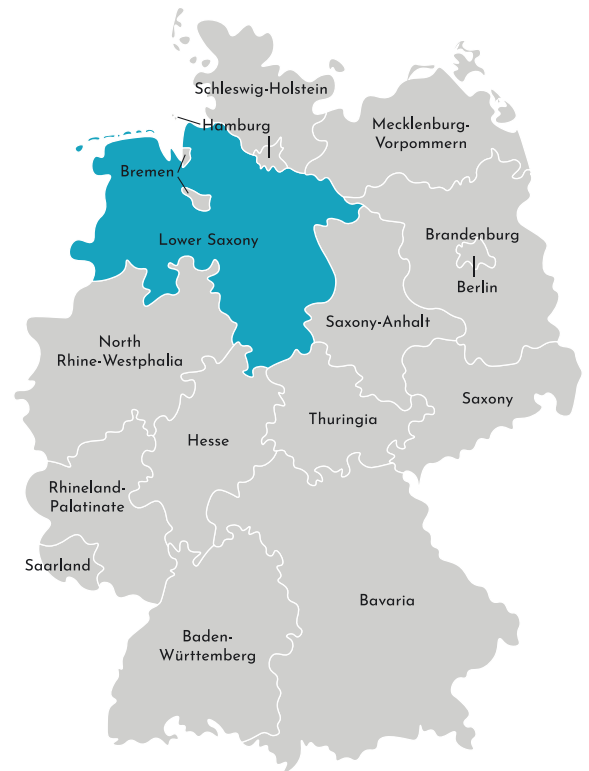 Schleswig-Holstein
Hamburg
Mecklenburg-
Vorpommern
Bremen
Lower Saxony
Brandenburg
Berlin
Saxony-Anhalt
North
Rhine-Westphalia
Saxony
Thuringia
Hesse
Rhineland-
Palatinate
Saarland
Bavaria
Baden-
Württemberg